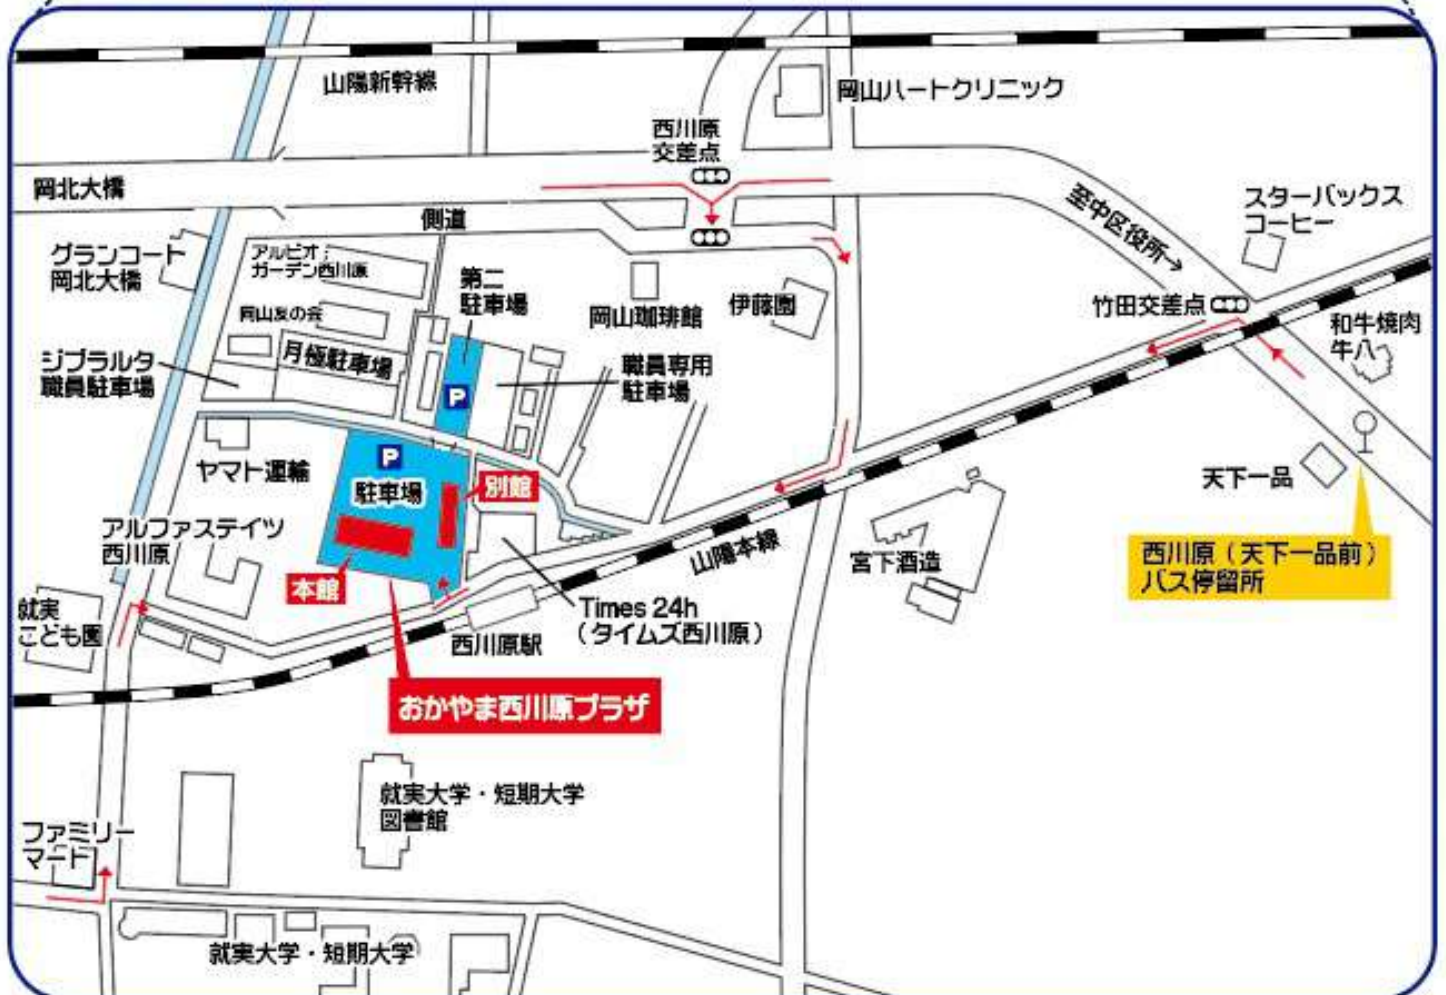 山陽新幹線
岡山ハートクリニック
西川原
交差点
岡北大橋
側道
至中区役所→
スターバックス
コーヒー
グランコート
岡北大橋
アルビオ
ガーデン西川原
第二
駐車場
岡山友の会
岡山珈琲館
伊藤園
竹田交差点
和牛焼肉
牛八
ジブラルタ
職員駐車場
月極駐車場
職員専用
駐車場
P
P
ヤマト運輸
駐車場
別館
天下一品
アルファステイツ
西川原
山陽本線
宮下酒造
西川原(天下一品前)
バス停留所
本館
就実
こども園
Times 24h
(タイムズ西川原)
西川原駅
おかやま西川原プラザ
就実大学・短期大学
図書館
ファミリー
マート
就実大学・短期大学